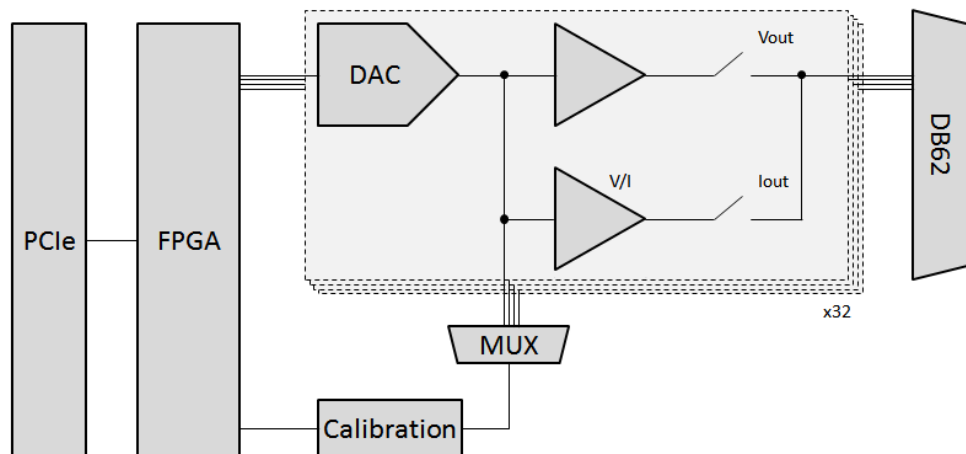 DAC
Vout
V/I
Iout
DB62
PCIe
FPGA
x32
MUX
Calibration